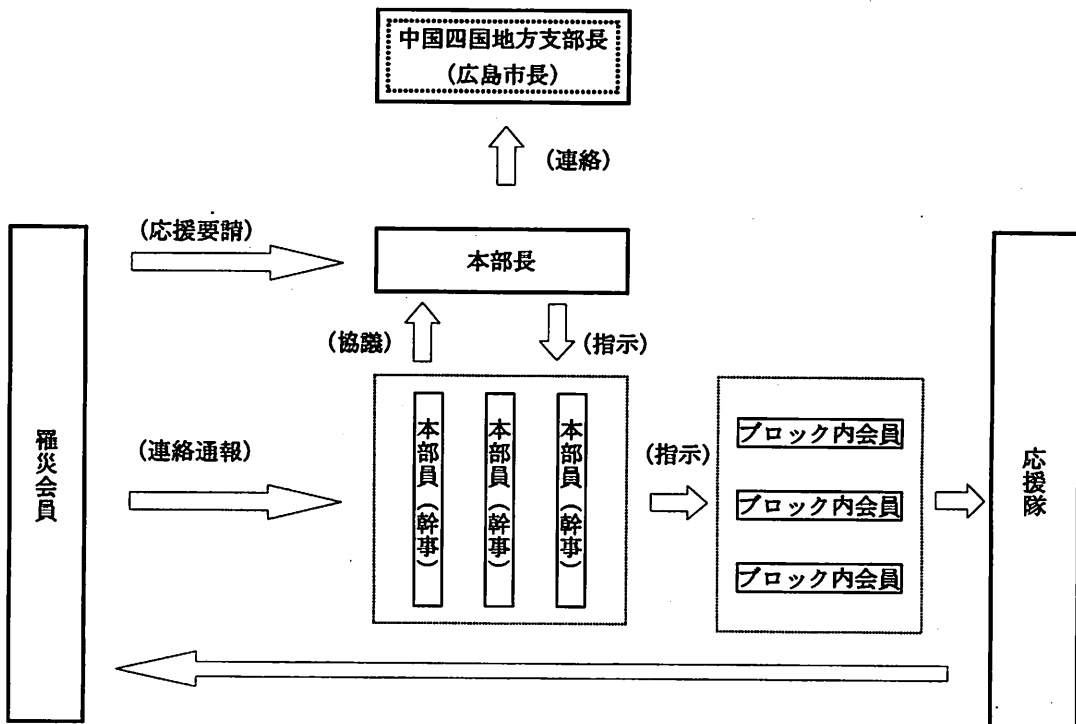 中国四国地方支部長
(広島市長)
(連絡)
(応援要請)
本部長
(協議)
(指示)
罹災会員
(連絡通報)
本部員(幹事)
本部員(幹事)
本部員(幹事)
(指示)
ブロック内会員
ブロック内会員
ブロック内会員
応援隊